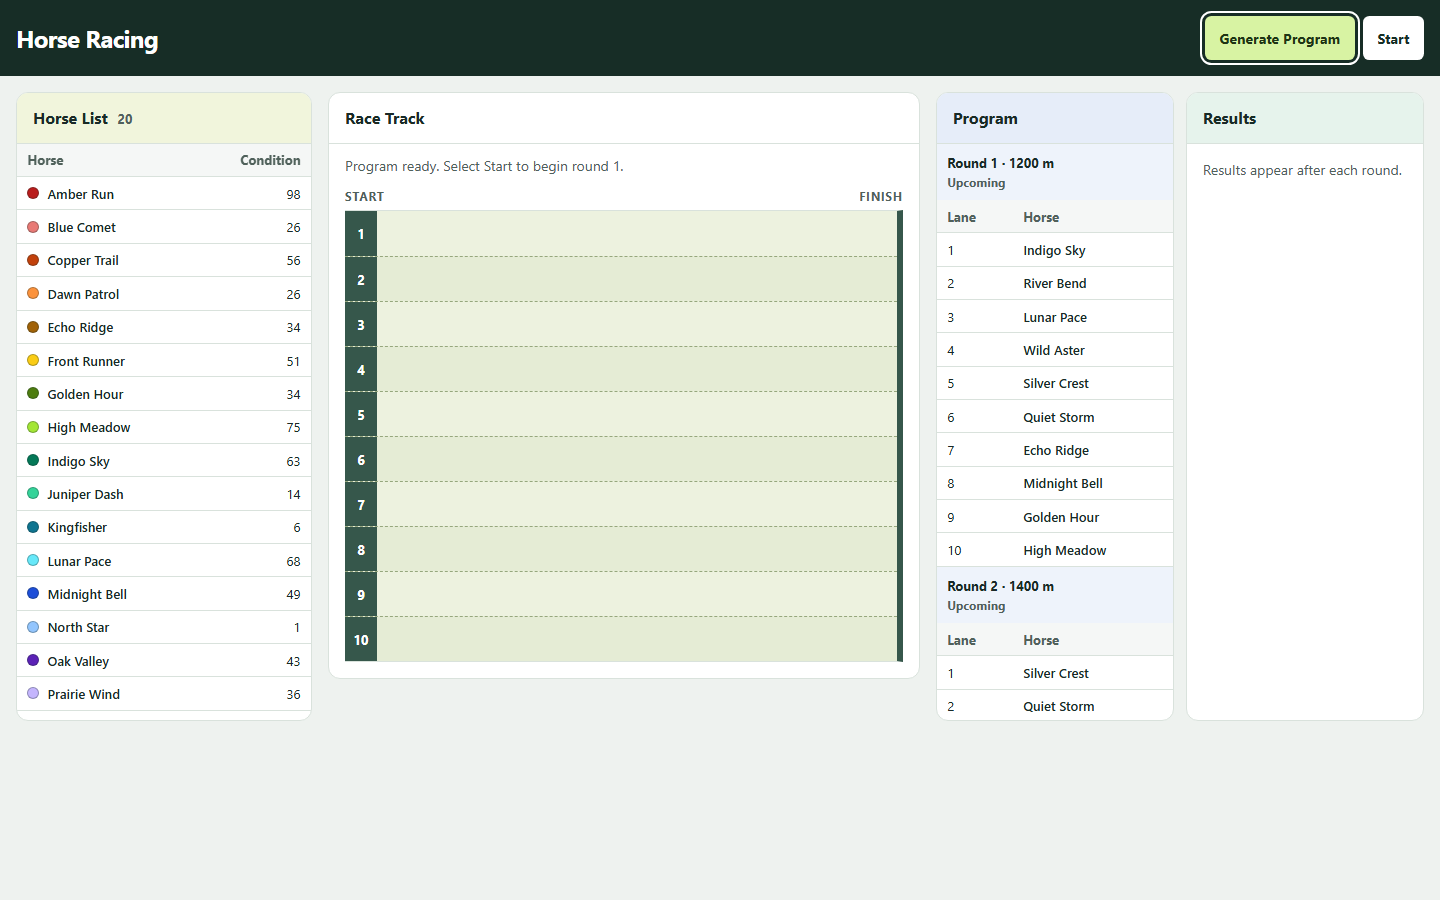 Horse Racing
Generate Program
Start
Horse List 20
Horse Condition
Amber Run 98
Blue Comet 26
Copper Trail 56
Dawn Patrol 26
Echo Ridge 34
Front Runner 51
Golden Hour 34
High Meadow 75
Indigo Sky 63
Juniper Dash 14
Kingfisher 6
Lunar Pace 68
Midnight Bell 49
North Star 1
Oak Valley 43
Prairie Wind 36
Race Track
Program ready. Select Start to begin round 1.
START FINISH
1
2
3
4
5
6
7
8
9
10
Program
Round 1 · 1200 m
Upcoming
Lane Horse
1 Indigo Sky
2 River Bend
3 Lunar Pace
4 Wild Aster
5 Silver Crest
6 Quiet Storm
7 Echo Ridge
8 Midnight Bell
9 Golden Hour
10 High Meadow
Round 2 · 1400 m
Upcoming
Lane Horse
1 Silver Crest
2 Quiet Storm
Results
Results appear after each round.